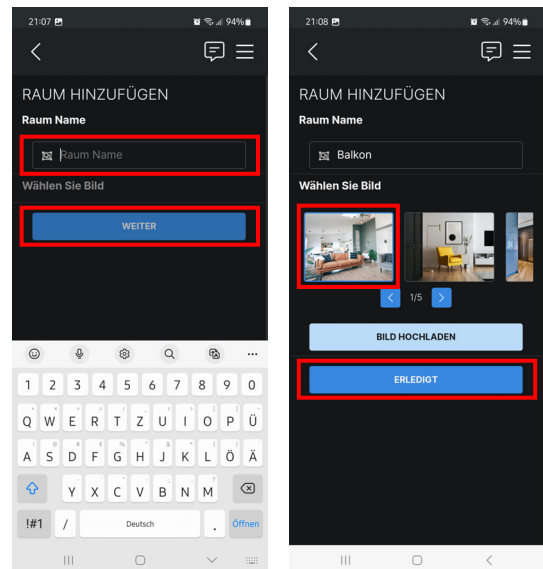 21:07
94%
RAUM HINZUFÜGEN
Raum Name
Raum Name
Wählen Sie Bild
WEITER
1 2 3 4 5 6 7 8 9 0
Q W E R T Z U I O P Ü
A S D F G H J K L Ö Ä
Y X C V B N M
!#1 / Deutsch . Öffnen
21:08
94%
RAUM HINZUFÜGEN
Raum Name
Balkon
Wählen Sie Bild
1/5
BILD HOCHLADEN
ERLEDIGT